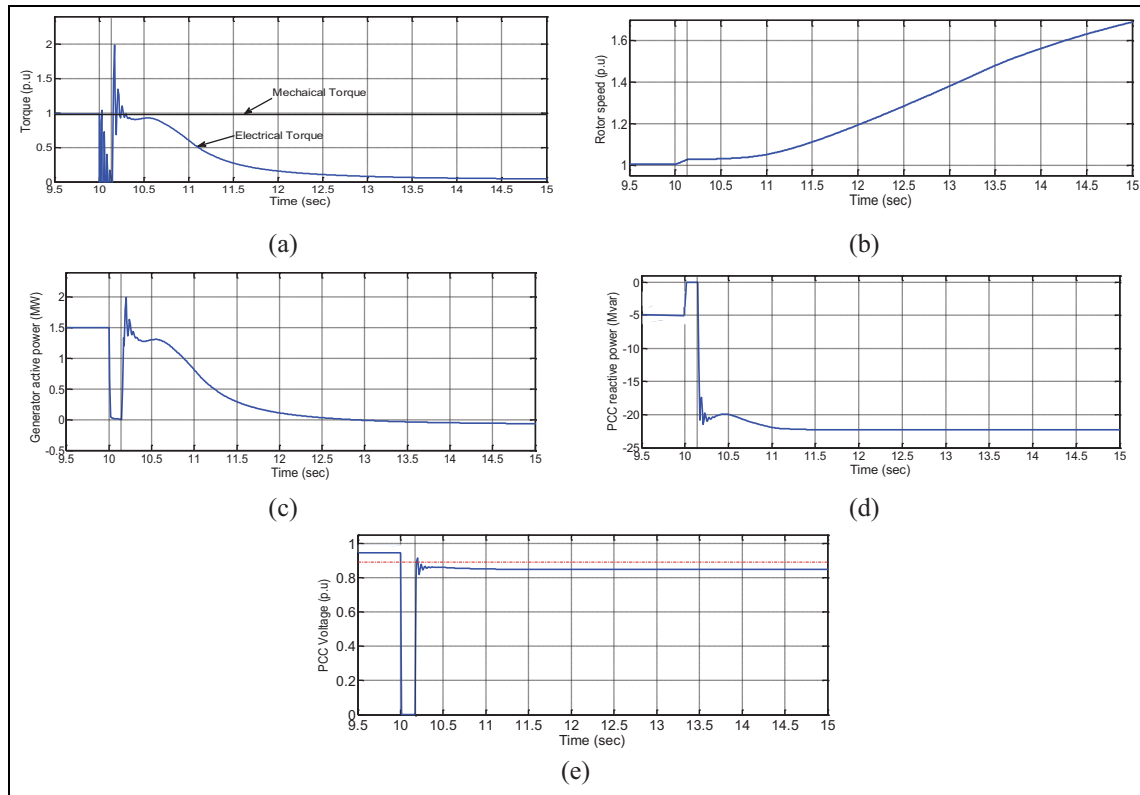 2
1.5
1
0.5
0
Torque (p.u)
Mechaical Torque
Electrical Torque
9.5 10 10.5 11 11.5 12 12.5 13 13.5 14 14.5 15
Time (sec)
(a)
1.6
1.4
1.2
1
Rotor speed (p.u)
9.5 10 10.5 11 11.5 12 12.5 13 13.5 14 14.5 15
Time (sec)
(b)
2
1.5
1
0.5
0
-0.5
Generator active power (MW)
9.5 10 10.5 11 11.5 12 12.5 13 13.5 14 14.5 15
Time (sec)
(c)
0
-5
-10
-15
-20
-25
PCC reactive power (Mvar)
9.5 10 10.5 11 11.5 12 12.5 13 13.5 14 14.5 15
Time (sec)
(d)
1
0.8
0.6
0.4
0.2
0
PCC Voltage (p.u)
9.5 10 10.5 11 11.5 12 12.5 13 13.5 14 14.5 15
Time (sec)
(e)